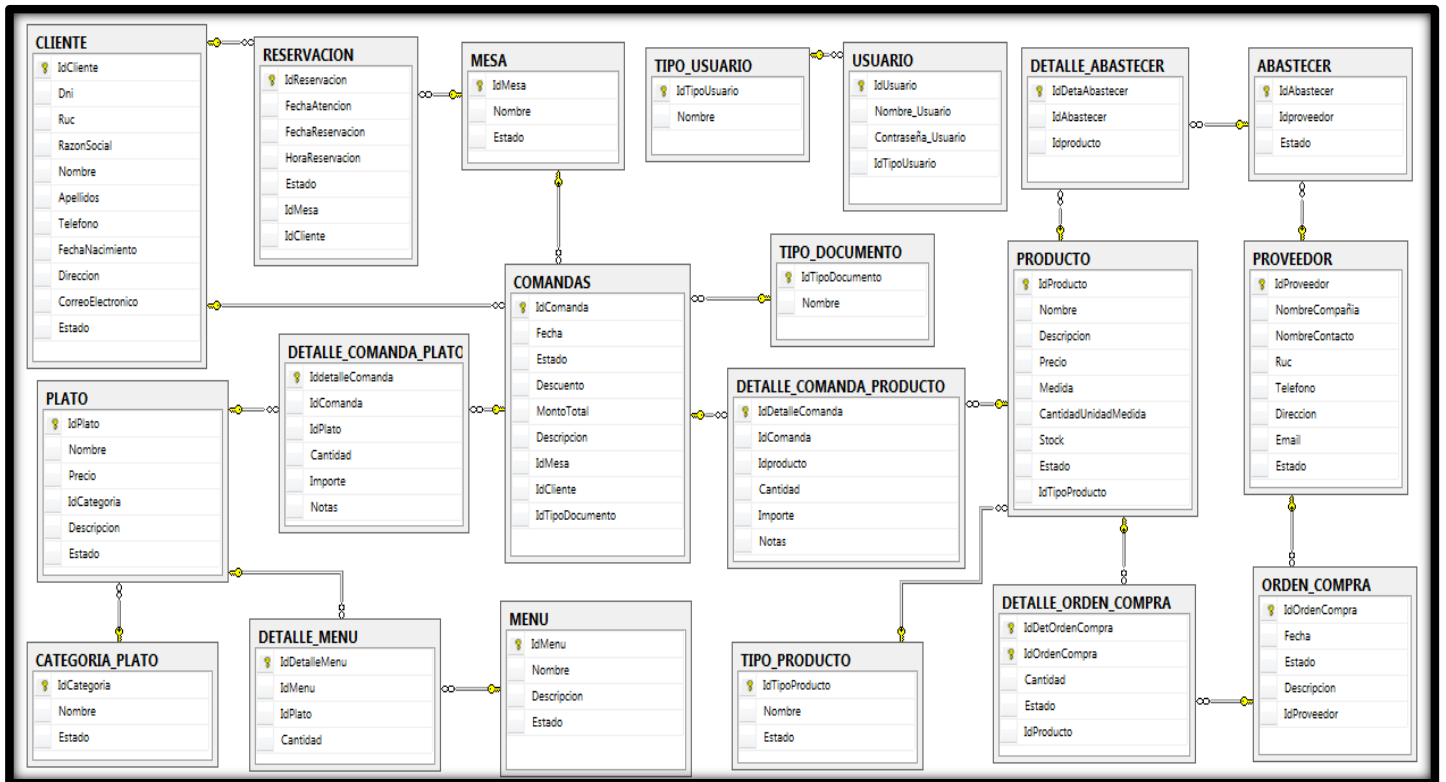 CLIENTE
IdCliente
Dni
Ruc
RazonSocial
Nombre
Apellidos
Telefono
FechaNacimiento
Direccion
CorreoElectronico
Estado
RESERVACION
IdReservacion
FechaAtencion
FechaReservacion
HoraReservacion
Estado
IdMesa
IdCliente
MESA
IdMesa
Nombre
Estado
TIPO_USUARIO
IdTipoUsuario
Nombre
USUARIO
IdUsuario
Nombre_Usuario
Contraseña_Usuario
IdTipoUsuario
DETALLE_ABASTECER
IdDetaAbastecer
IdAbastecer
Idproducto
ABASTECER
IdAbastecer
Idproveedor
Estado
TIPO_DOCUMENTO
IdTipoDocumento
Nombre
COMANDAS
IdComanda
Fecha
Estado
Descuento
MontoTotal
Descripcion
IdMesa
IdCliente
IdTipoDocumento
PRODUCTO
IdProducto
Nombre
Descripcion
Precio
Medida
CantidadUnidadMedida
Stock
Estado
IdTipoProducto
PROVEEDOR
IdProveedor
NombreCompañia
NombreContacto
Ruc
Telefono
Direccion
Email
Estado
DETALLE_COMANDA_PLATO
IddetalleComanda
IdComanda
IdPlato
Cantidad
Importe
Notas
PLATO
IdPlato
Nombre
Precio
IdCategoria
Descripcion
Estado
DETALLE_COMANDA_PRODUCTO
IdDetalleComanda
IdComanda
Idproducto
Cantidad
Importe
Notas
CATEGORIA_PLATO
IdCategoria
Nombre
Estado
DETALLE_MENU
IdDetalleMenu
IdMenu
IdPlato
Cantidad
MENU
IdMenu
Nombre
Descripcion
Estado
TIPO_PRODUCTO
IdTipoProducto
Nombre
Estado
DETALLE_ORDEN_COMPRA
IdDetOrdenCompra
IdOrdenCompra
Cantidad
Estado
IdProducto
ORDEN_COMPRA
IdOrdenCompra
Fecha
Estado
Descripcion
IdProveedor